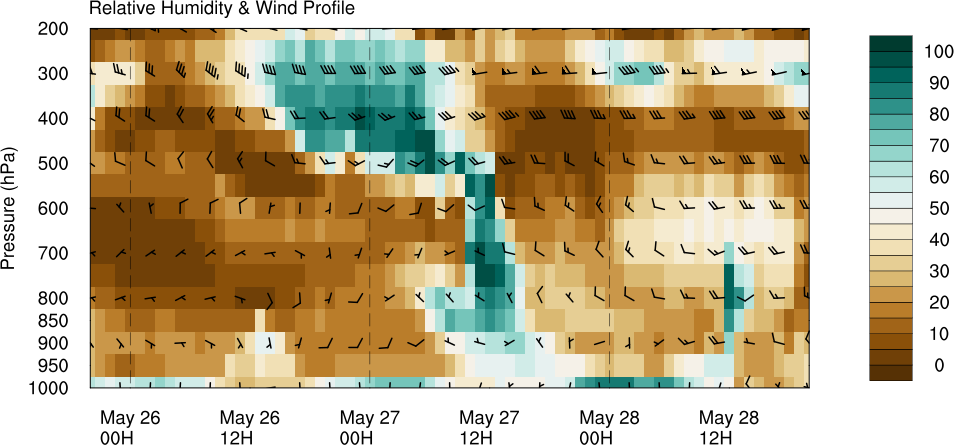 Relative Humidity & Wind Profile
Pressure (hPa)
200
300
400
500
600
700
800
850
900
950
1000
May 26 00H
May 26 12H
May 27 00H
May 27 12H
May 28 00H
May 28 12H
100
90
80
70
60
50
40
30
20
10
0